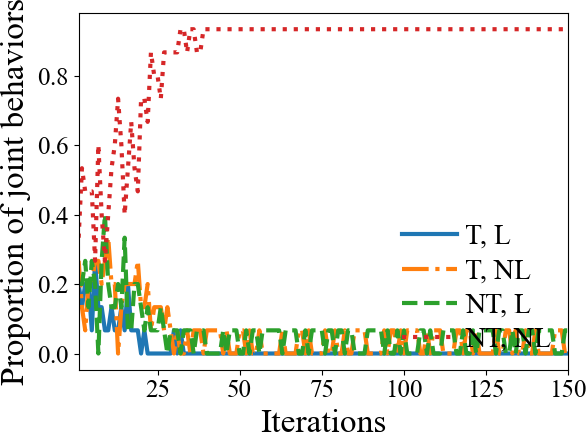 Proportion of joint behaviors
0.8
0.6
0.4
0.2
0.0
T, L
T, NL
NT, L
NT, NL
25
50
75
100
125
150
Iterations